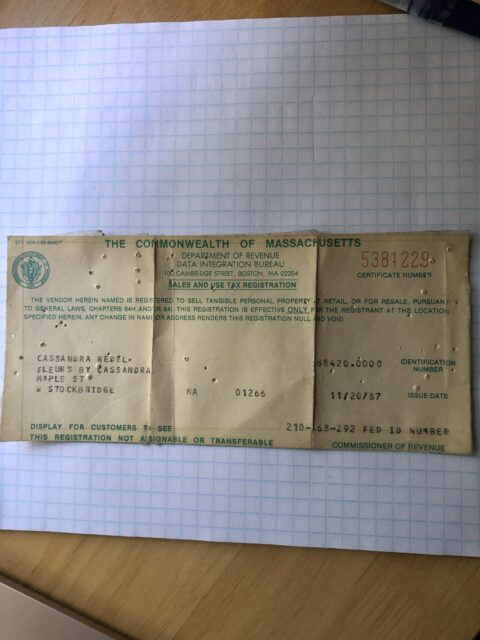 THE COMMONWEALTH OF MASSACHUSETTS
DEPARTMENT OF REVENUE
DATA INTEGRATION BUREAU
100 CAMBRIDGE STREET, BOSTON, MA 02204
SALES AND USE TAX REGISTRATION
5381229
CERTIFICATE NUMBER
THE VENDOR HEREIN NAMED IS REGISTERED TO SELL TANGIBLE PERSONAL PROPERTY AT RETAIL, OR FOR RESALE, PURSUANT
TO GENERAL LAWS, CHAPTERS 64H AND/OR 64I. THIS REGISTRATION IS EFFECTIVE ONLY FOR THE REGISTRANT AT THE LOCATION
SPECIFIED HEREIN. ANY CHANGE IN NAME OR ADDRESS RENDERS THIS REGISTRATION NULL AND VOID.
CASSANDRA REDEL
FLEURS BY CASSANDRA
MAPLE ST
W STOCKBRIDGE MA 01266
IDENTIFICATION
NUMBER
11/20/87 ISSUE DATE
FED ID NUMBER
DISPLAY FOR CUSTOMERS TO SEE
THIS REGISTRATION NOT ASSIGNABLE OR TRANSFERABLE
COMMISSIONER OF REVENUE